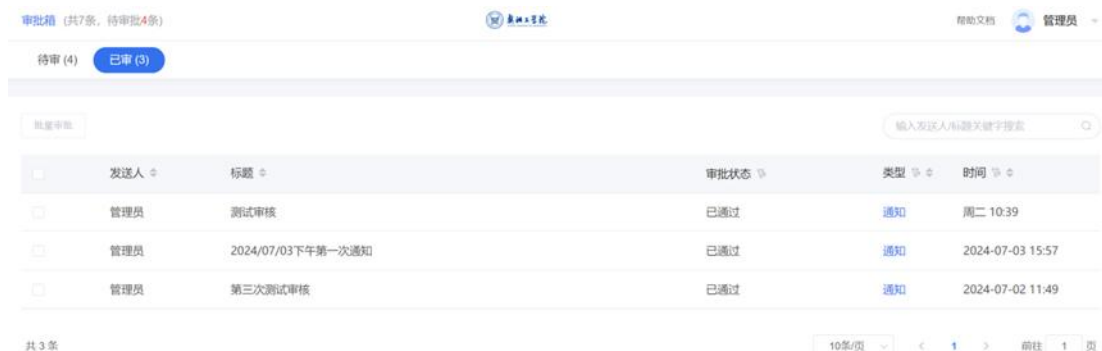 审批箱 (共7条, 待审批4条)
帮助文档 管理员
待审 (4) 已审 (3)
批量审批
输入发送人/标题关键字搜索
发送人 标题 审批状态 类型 时间
管理员 测试审核 已通过 通知 周二 10:39
管理员 2024/07/03下午第一次通知 已通过 通知 2024-07-03 15:57
管理员 第三次测试审核 已通过 通知 2024-07-02 11:49
共 3 条 10条/页 1 前往 1 页